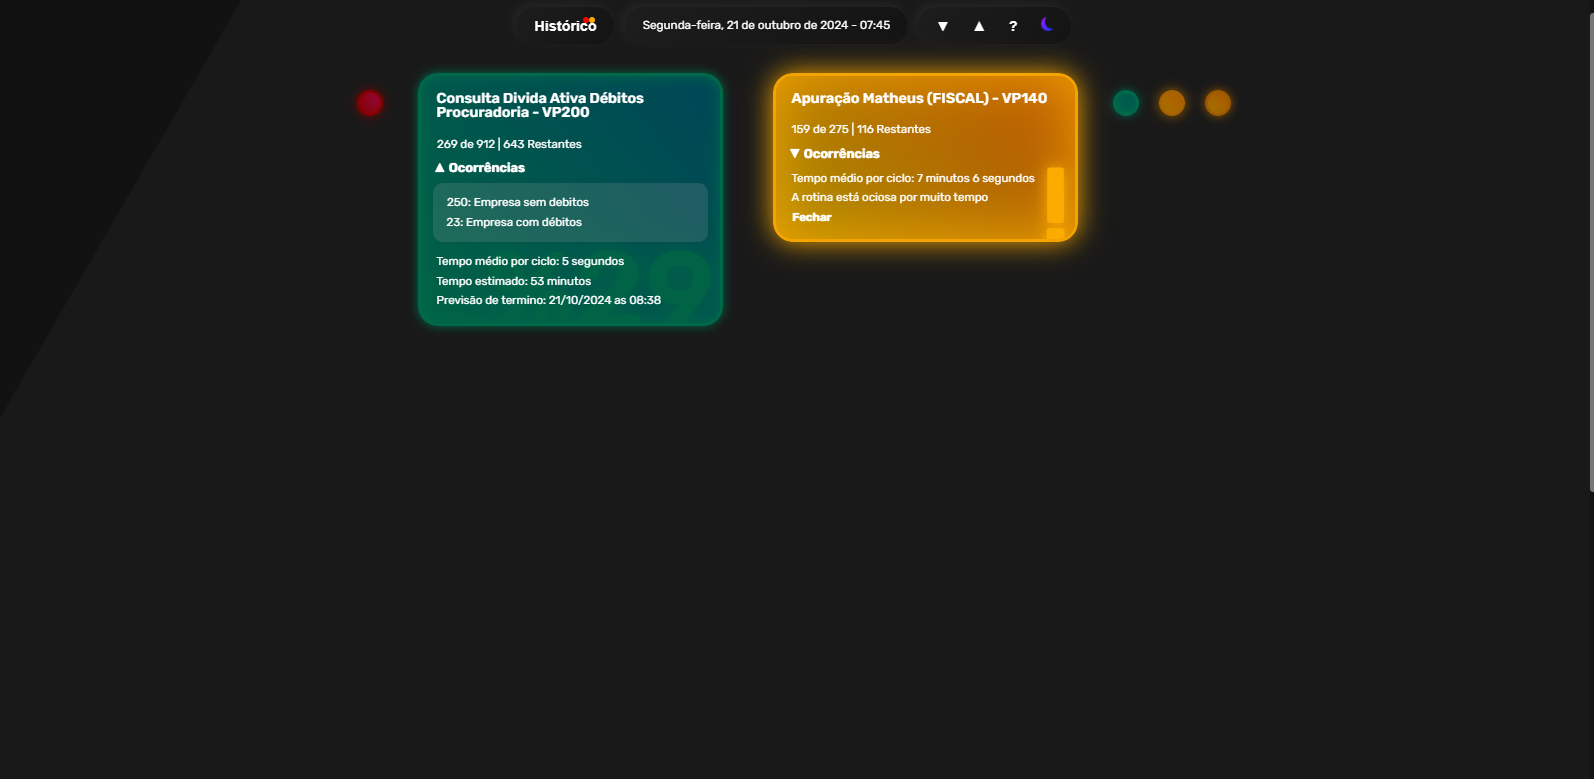 Histórico
Segunda-feira, 21 de outubro de 2024 - 07:45
▼ ▲ ?
Consulta Divida Ativa Débitos
Procuradoria - VP200
269 de 912 | 643 Restantes
▲ Ocorrências
250: Empresa sem debitos
23: Empresa com débitos
Tempo médio por ciclo: 5 segundos
Tempo estimado: 53 minutos
Previsão de termino: 21/10/2024 as 08:38
29
Apuração Matheus (FISCAL) - VP140
159 de 275 | 116 Restantes
▼ Ocorrências
Tempo médio por ciclo: 7 minutos 6 segundos
A rotina está ociosa por muito tempo
Fechar